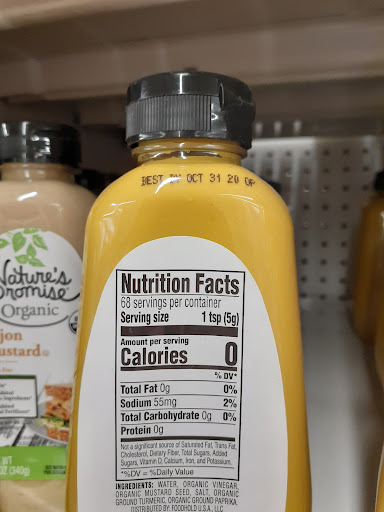 BEST BY OCT 31 20 OP
Nutrition Facts
68 servings per container
Serving size 1 tsp (5g)
Amount per serving
Calories 0
% DV*
Total Fat 0g 0%
Sodium 55mg 2%
Total Carbohydrate 0g 0%
Protein 0g
Not a significant source of Saturated Fat, Trans Fat,
Cholesterol, Dietary Fiber, Total Sugars, Added
Sugars, Vitamin D, Calcium, Iron, and Potassium.
*%DV = %Daily Value
INGREDIENTS: WATER, ORGANIC VINEGAR,
ORGANIC MUSTARD SEED, SALT, ORGANIC
GROUND TURMERIC, ORGANIC GROUND PAPRIKA.
DISTRIBUTED BY: FOODHOLD U.S.A., LLC
Nature's
Promise
Organic
jon
ustard
(340g)